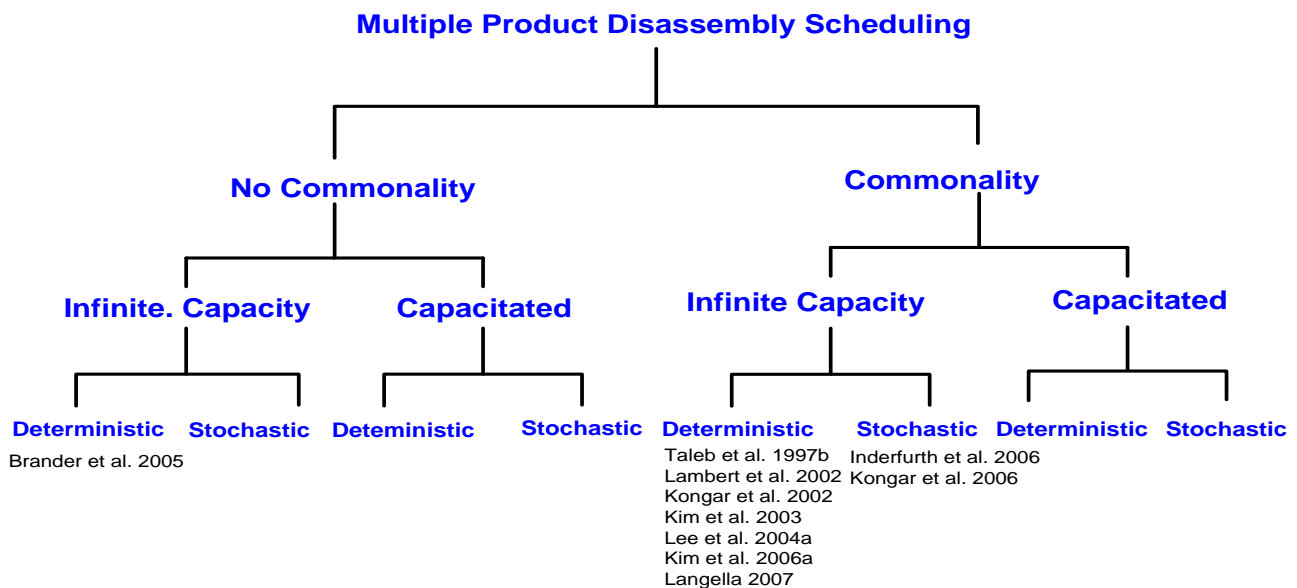 Multiple Product Disassembly Scheduling
No Commonality
Commonality
Infinite. Capacity
Capacitated
Infinite Capacity
Capacitated
Deterministic
Stochastic
Deteministic
Stochastic
Deterministic
Stochastic
Deterministic
Stochastic
Brander et al. 2005
Taleb et al. 1997b
Lambert et al. 2002
Kongar et al. 2002
Kim et al. 2003
Lee et al. 2004a
Kim et al. 2006a
Langella 2007
Inderfurth et al. 2006
Kongar et al. 2006